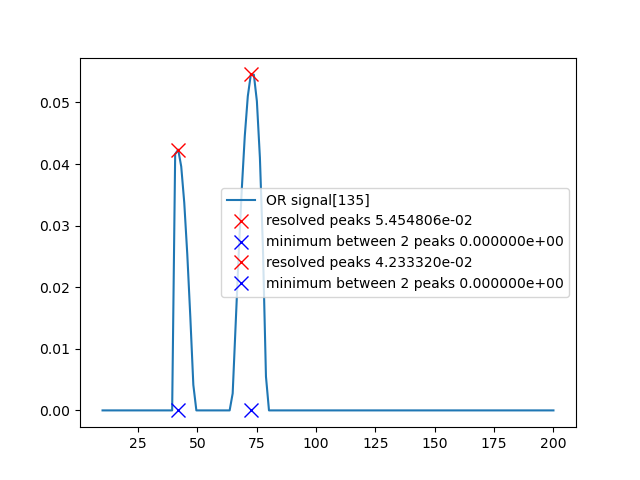 0.05
0.04
0.03
0.02
0.01
0.00
OR signal[135]
resolved peaks 5.454806e-02
minimum between 2 peaks 0.000000e+00
resolved peaks 4.233320e-02
minimum between 2 peaks 0.000000e+00
25 50 75 100 125 150 175 200